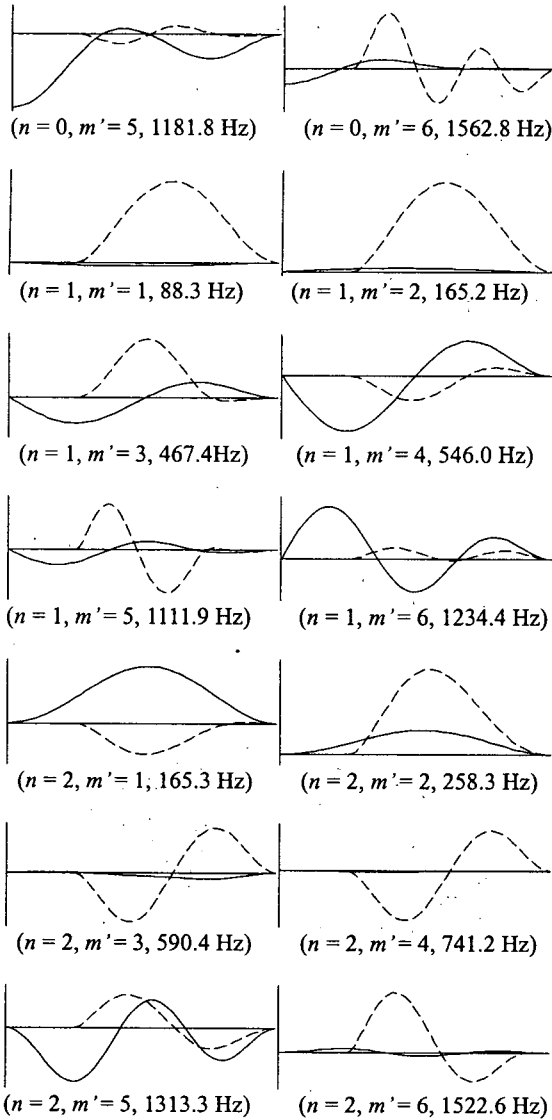 (n = 0, m' = 5, 1181.8 Hz)
(n = 0, m' = 6, 1562.8 Hz)
(n = 1, m' = 1, 88.3 Hz)
(n = 1, m' = 2, 165.2 Hz)
(n = 1, m' = 3, 467.4Hz)
(n = 1, m' = 4, 546.0 Hz)
(n = 1, m' = 5, 1111.9 Hz)
(n = 1, m' = 6, 1234.4 Hz)
(n = 2, m' = 1, 165.3 Hz)
(n = 2, m' = 2, 258.3 Hz)
(n = 2, m' = 3, 590.4 Hz)
(n = 2, m' = 4, 741.2 Hz)
(n = 2, m' = 5, 1313.3 Hz)
(n = 2, m' = 6, 1522.6 Hz)